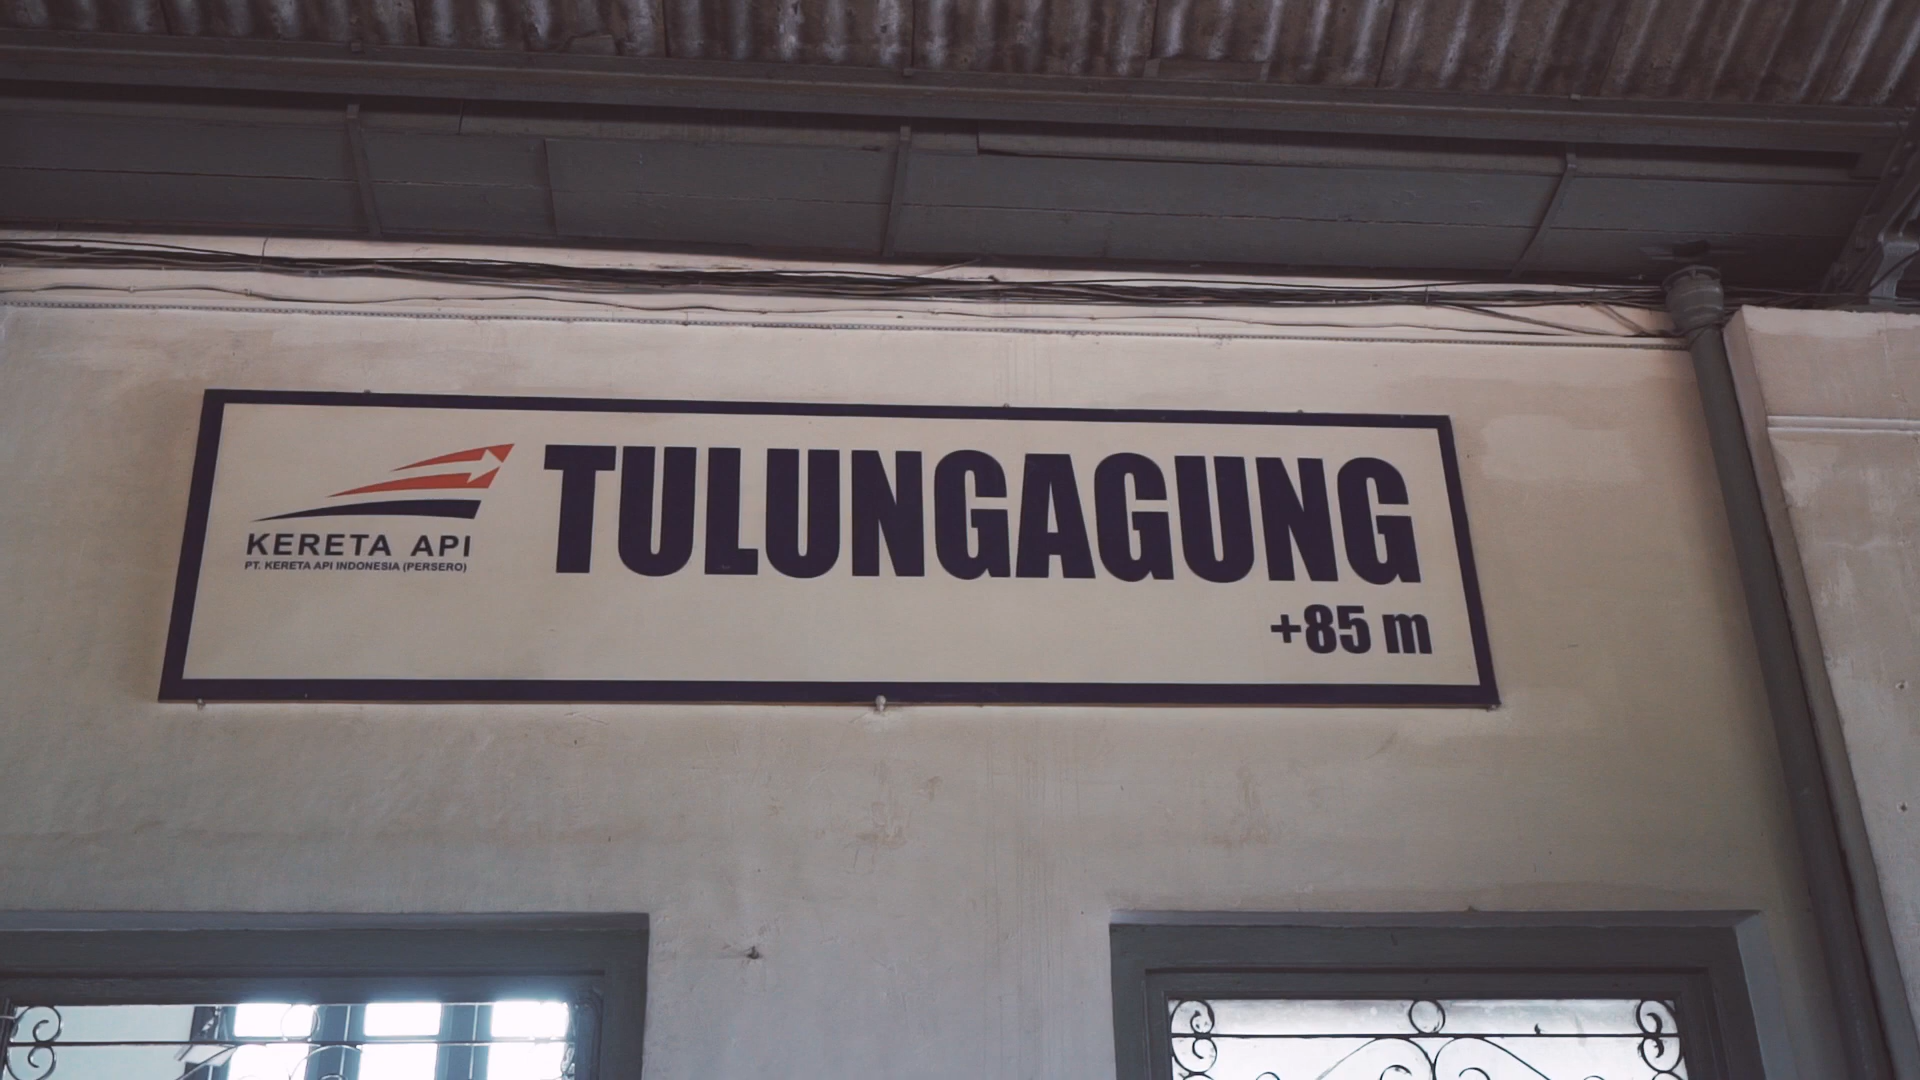 KERETA API
PT. KERETA API INDONESIA (PERSERO)
TULUNGAGUNG
+85 m